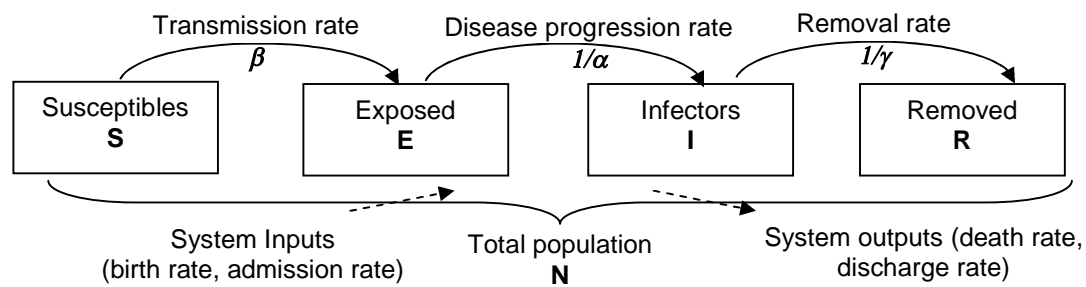 Transmission rate
β
Disease progression rate
1/α
Removal rate
1/γ
Susceptibles
S
Exposed
E
Infectors
I
Removed
R
System Inputs
(birth rate, admission rate)
Total population
N
System outputs (death rate,
discharge rate)